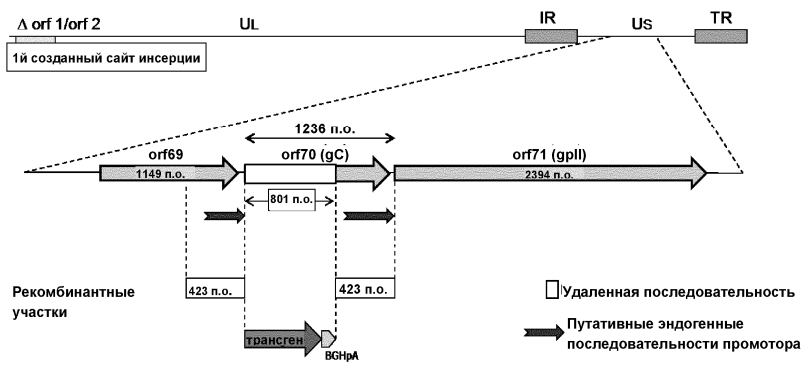 Δ orf 1/orf 2
UL
IR
US
TR
1й созданный сайт инсерции
1236 п.о.
orf69
orf70 (gC)
orf71 (gpII)
1149 п.о.
2394 п.о.
801 п.о.
Рекомбинантные
участки
423 п.о.
423 п.о.
Удаленная последовательность
Путативные эндогенные
последовательности промотора
трансген
BGHpA